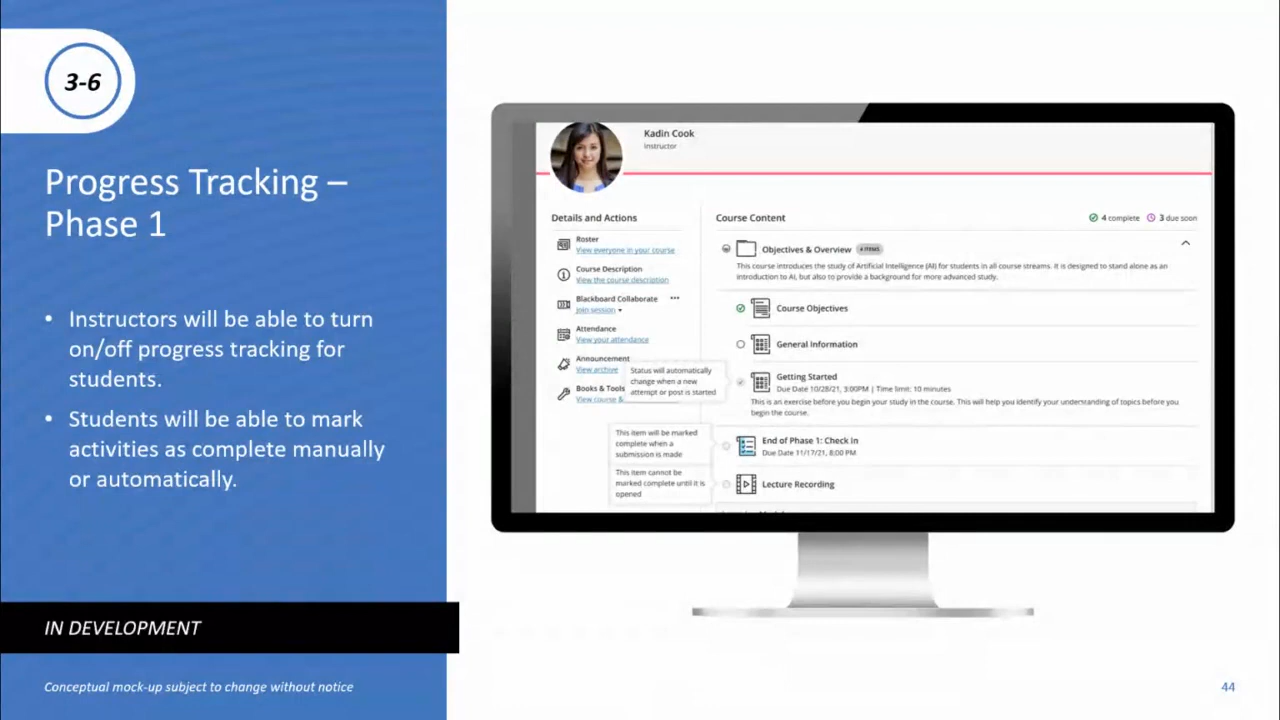 3-6
Progress Tracking –
Phase 1
• Instructors will be able to turn
on/off progress tracking for
students.
• Students will be able to mark
activities as complete manually
or automatically.
IN DEVELOPMENT
Conceptual mock-up subject to change without notice
Kadin Cook
Instructor
Details and Actions
Roster
View everyone in your course
Course Description
View the course description
Blackboard Collaborate
Join session
Attendance
View your attendance
Announcement
View archive
Books & Tools
View course &
Status will automatically
change when a new
attempt or post is started
This item will be marked
complete when a
submission is made
This item cannot be
marked complete until it is
opened
Course Content
4 complete
3 due soon
Objectives & Overview 4 items
This course introduces the study of Artificial Intelligence (AI) for students in all course streams. It is designed to stand alone as an
introduction to AI, but also to provide a background for more advanced study.
Course Objectives
General Information
Getting Started
Due Date 10/28/21, 3:00PM | Time limit: 10 minutes
This is an exercise before you begin your study in the course. This will help you identify your understanding of topics before you
begin the course.
End of Phase 1: Check in
Due Date 11/17/21, 8:00 PM
Lecture Recording
44